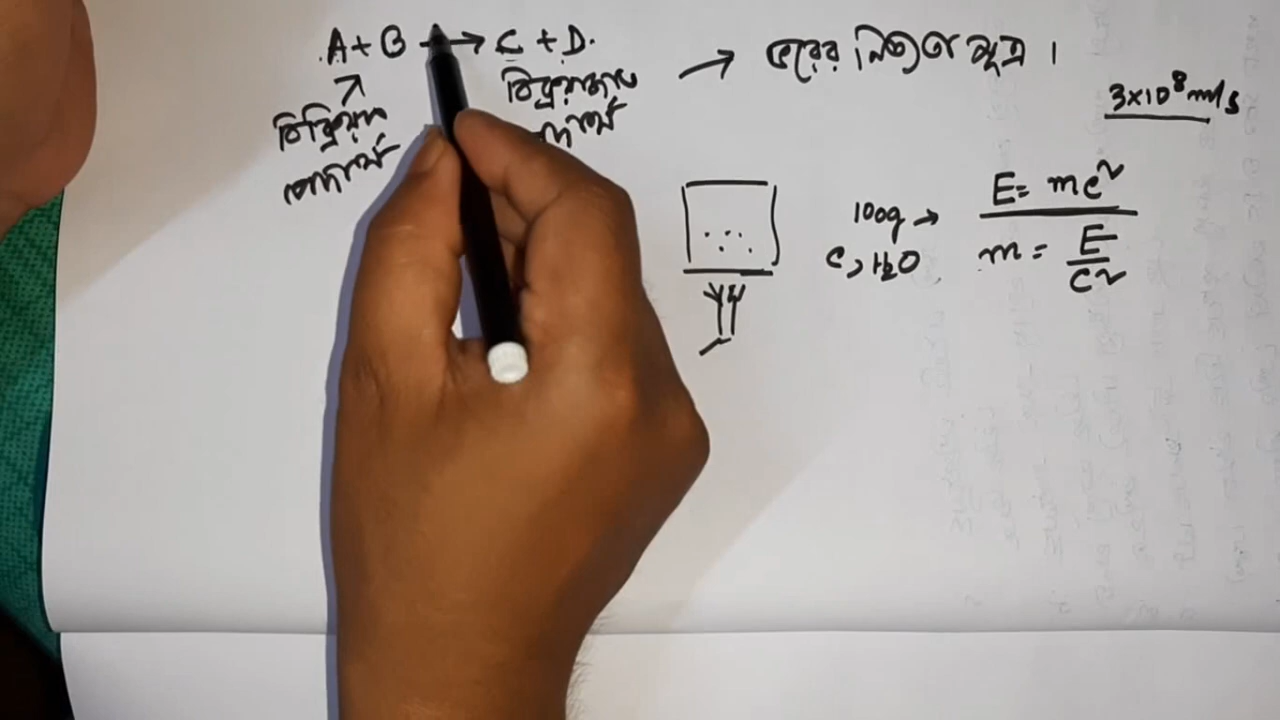 A + B → C + D.
বিক্রিয়ক
পদার্থ
বিক্রিয়াজাত
পদার্থ
→ ভরের নিত্যতা সূত্র ।
3×10⁸ m/s
100g →
C, H₂O
E = mc²
m = E/c²